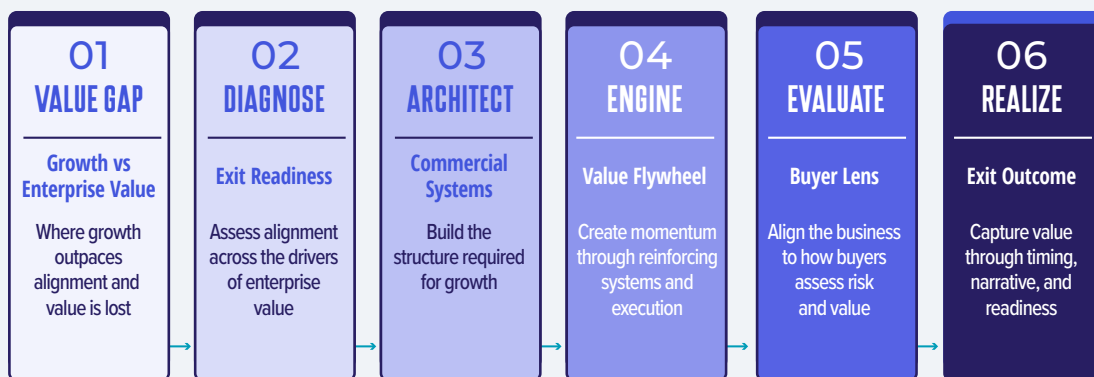 01
VALUE GAP
Growth vs
Enterprise Value
Where growth
outpaces
alignment and
value is lost
02
DIAGNOSE
Exit Readiness
Assess alignment
across the drivers
of enterprise
value
03
ARCHITECT
Commercial
Systems
Build the
structure required
for growth
04
ENGINE
Value Flywheel
Create momentum
through reinforcing
systems and
execution
05
EVALUATE
Buyer Lens
Align the business
to how buyers
assess risk
and value
06
REALIZE
Exit Outcome
Capture value
through timing,
narrative, and
readiness